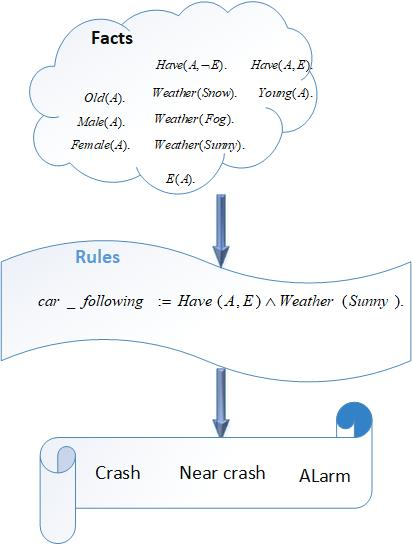 Facts
Have(A,¬E). Have(A,E).
Old(A). Weather(Snow). Young(A).
Male(A). Weather(Fog).
Female(A). Weather(Sunny).
E(A).
Rules
car _ following := Have (A,E) ∧ Weather (Sunny ).
Crash Near crash ALarm